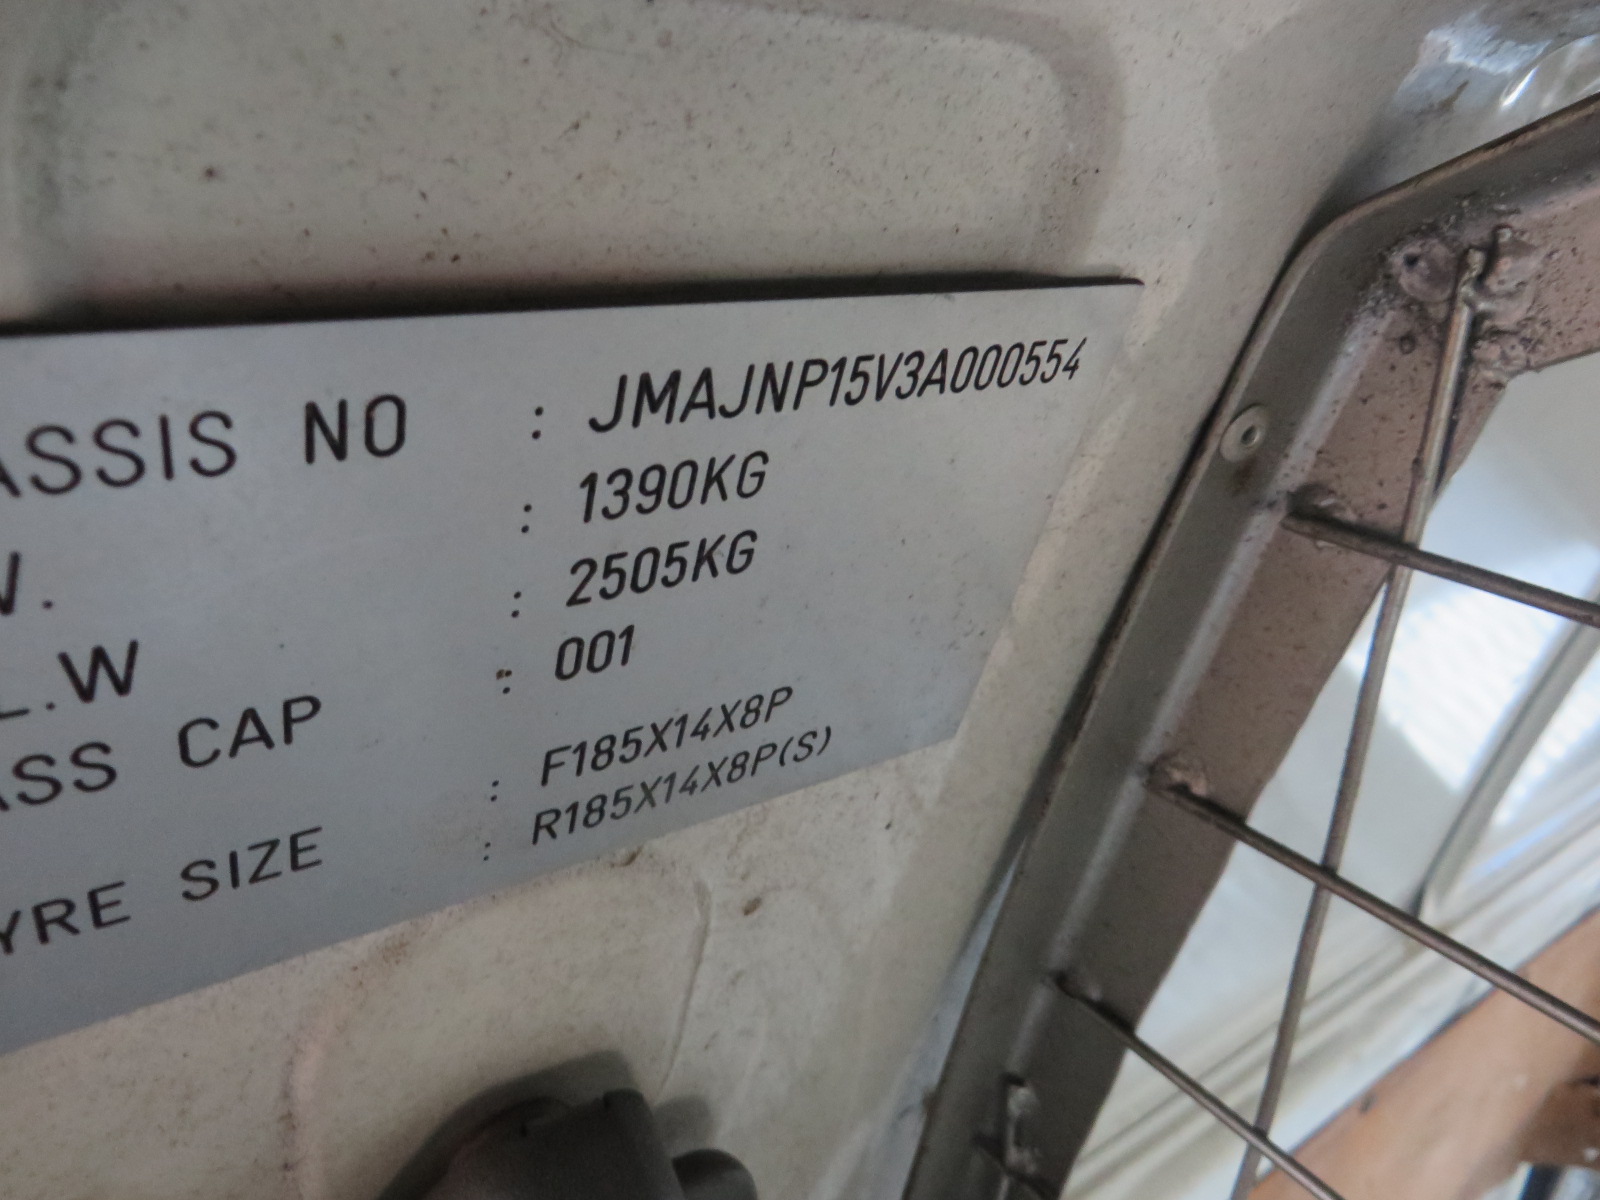 ASSIS NO : JMAJNP15V3A000554
W. : 1390KG
L.W : 2505KG
ASS CAP : 001
YRE SIZE : F185X14X8P
: R185X14X8P(S)